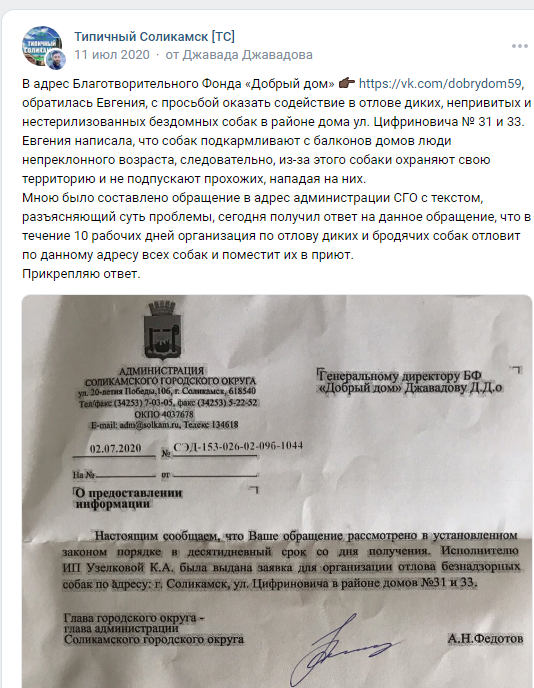 Типичный Соликамск [ТС]
11 июл 2020 · от Джавада Джавадова
В адрес Благотворительного Фонда «Добрый дом» https://vk.com/dobrydom59,
обратилась Евгения, с просьбой оказать содействие в отлове диких, непривитых и
нестерилизованных бездомных собак в районе дома ул. Цифриновича № 31 и 33.
Евгения написала, что собак подкармливают с балконов домов люди
непреклонного возраста, следовательно, из-за этого собаки охраняют свою
территорию и не подпускают прохожих, нападая на них.
Мною было составлено обращение в адрес администрации СГО с текстом,
разъясняющий суть проблемы, сегодня получил ответ на данное обращение, что в
течение 10 рабочих дней организация по отлову диких и бродячих собак отловит
по данному адресу всех собак и поместит их в приют.
Прикрепляю ответ.
АДМИНИСТРАЦИЯ
СОЛИКАМСКОГО ГОРОДСКОГО ОКРУГА
ул. 20-летия Победы,106, г. Соликамск, 618540
Тел/факс (34253) 7-03-05, факс (34253) 5-22-52
ОКПО 4037678
E-mail: adm@solkam.ru, Телекс 134618
Генеральному директору БФ
«Добрый дом» Джавадову Д.Д.о
02.07.2020 № СЭД-153-026-02-09б-1044
На № от
О предоставлении
информации
Настоящим сообщаем, что Ваше обращение рассмотрено в установленном
законом порядке в десятидневный срок со дня получения. Исполнителю
ИП Узелковой К.А. была выдана заявка для организации отлова безнадзорных
собак по адресу: г. Соликамск, ул. Цифриновича в районе домов №31 и 33.
Глава городского округа -
глава администрации
Соликамского городского округа
А.Н.Федотов